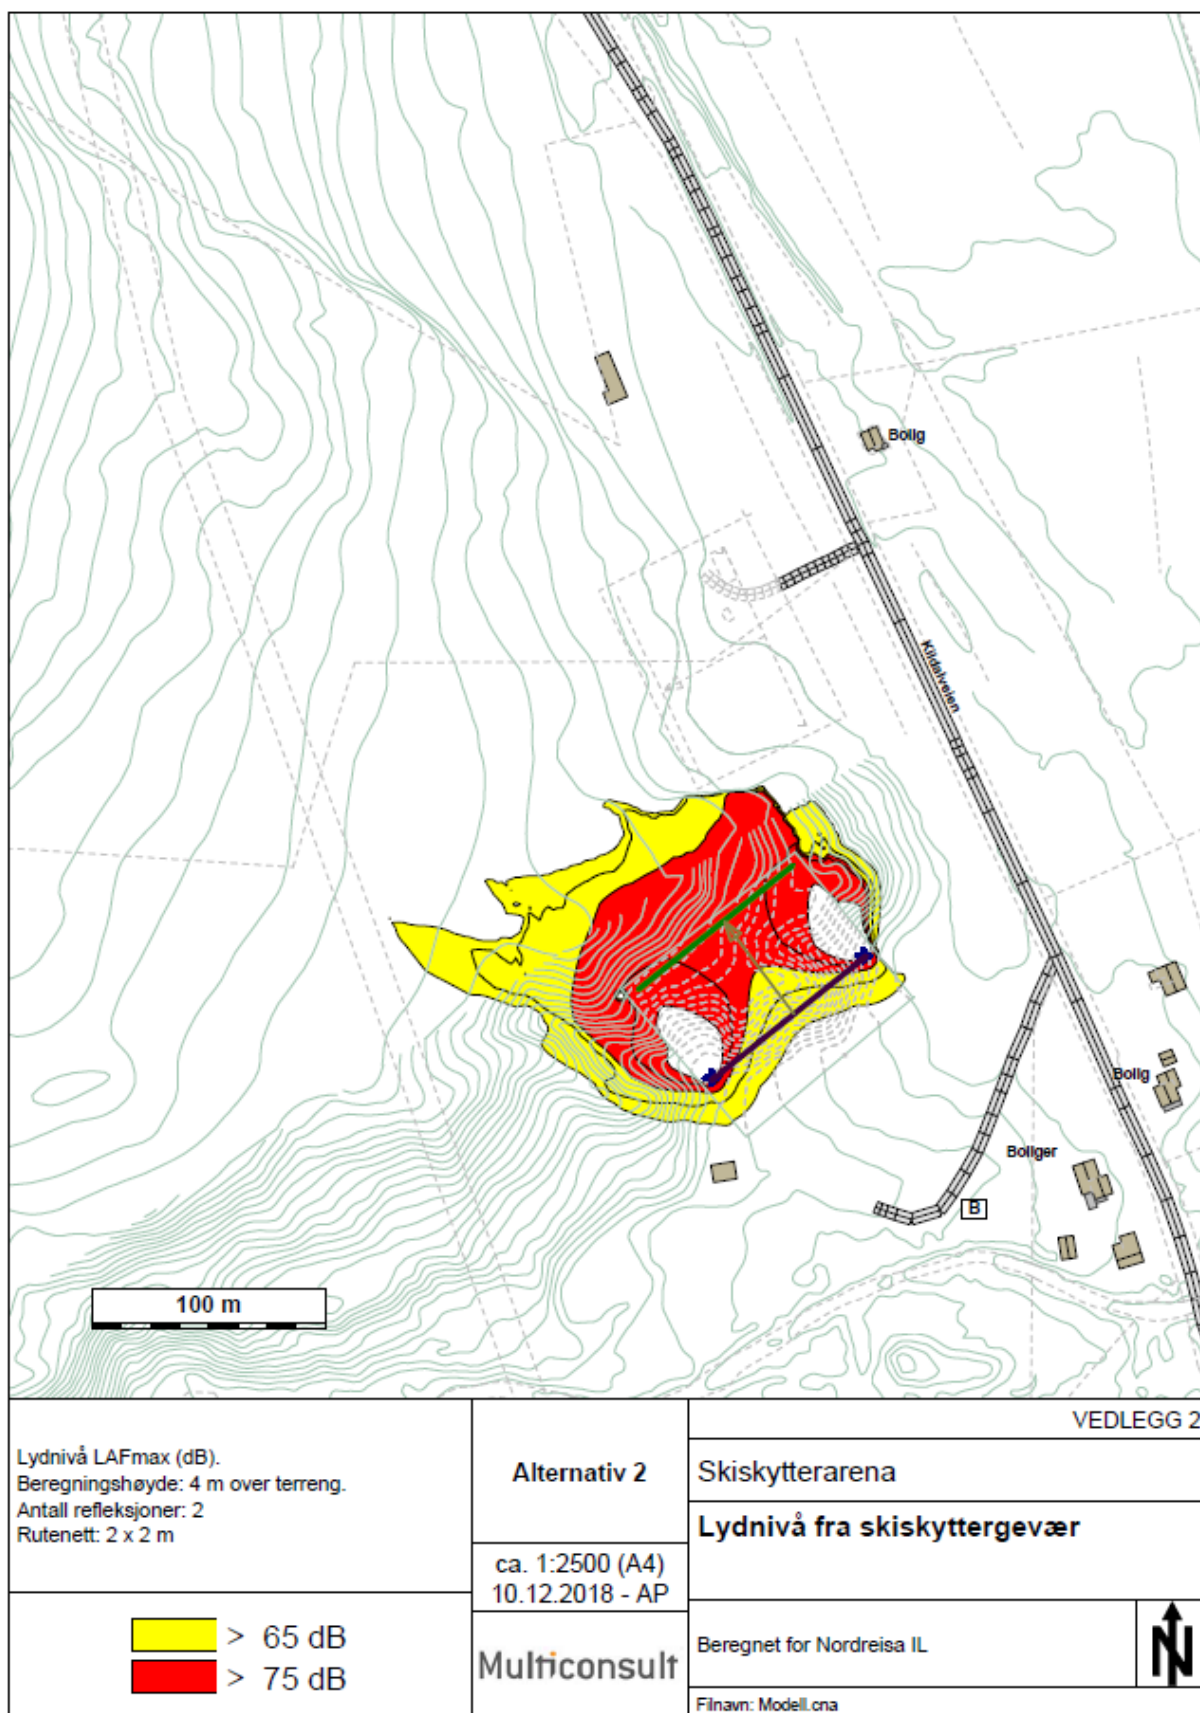 Bolig
Kildalveien
Bolig
Boliger
B
100 m
VEDLEGG 2
Lydnivå LAFmax (dB).
Beregningshøyde: 4 m over terreng.
Antall refleksjoner: 2
Rutenett: 2 x 2 m
Alternativ 2
Skiskytterarena
Lydnivå fra skiskyttergevær
ca. 1:2500 (A4)
10.12.2018 - AP
> 65 dB
> 75 dB
Multiconsult
Beregnet for Nordreisa IL
N
Filnavn: Modell.cna